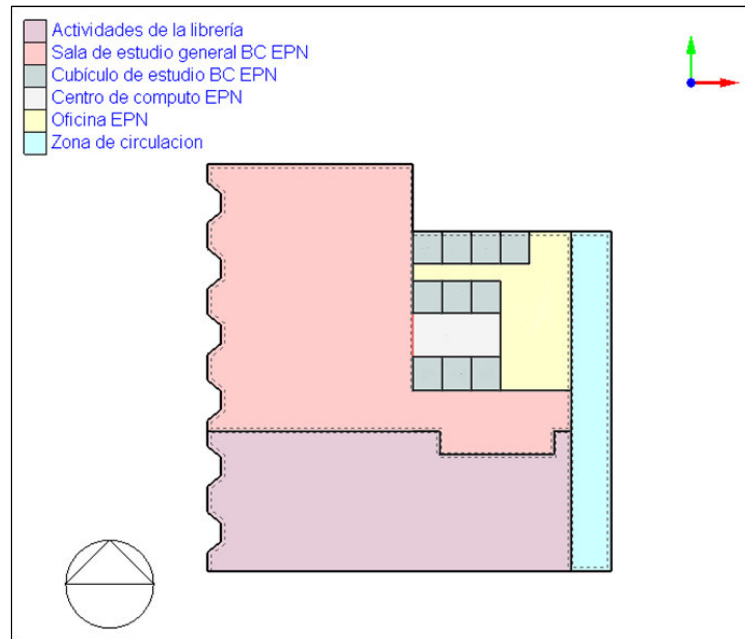 Actividades de la librería
Sala de estudio general BC EPN
Cubículo de estudio BC EPN
Centro de computo EPN
Oficina EPN
Zona de circulacion